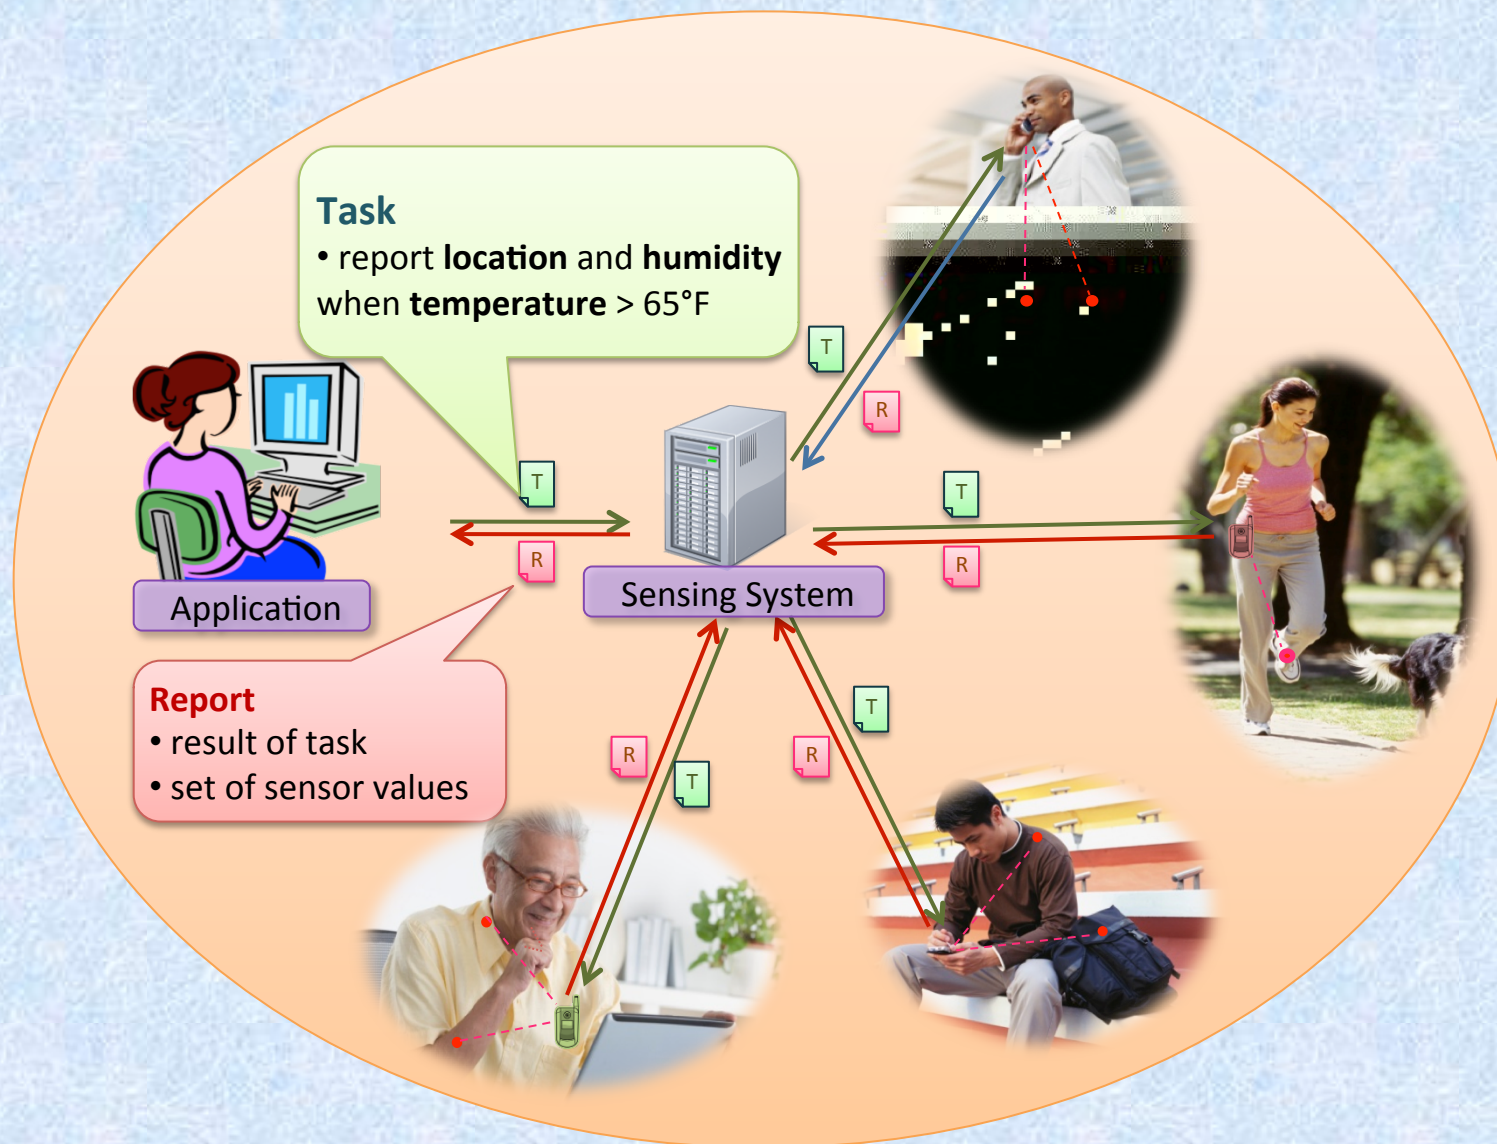 Task
• report location and humidity
when temperature > 65°F
T
R
T
R
T
R
Application
Sensing System
Report
• result of task
• set of sensor values
R
T
T
R